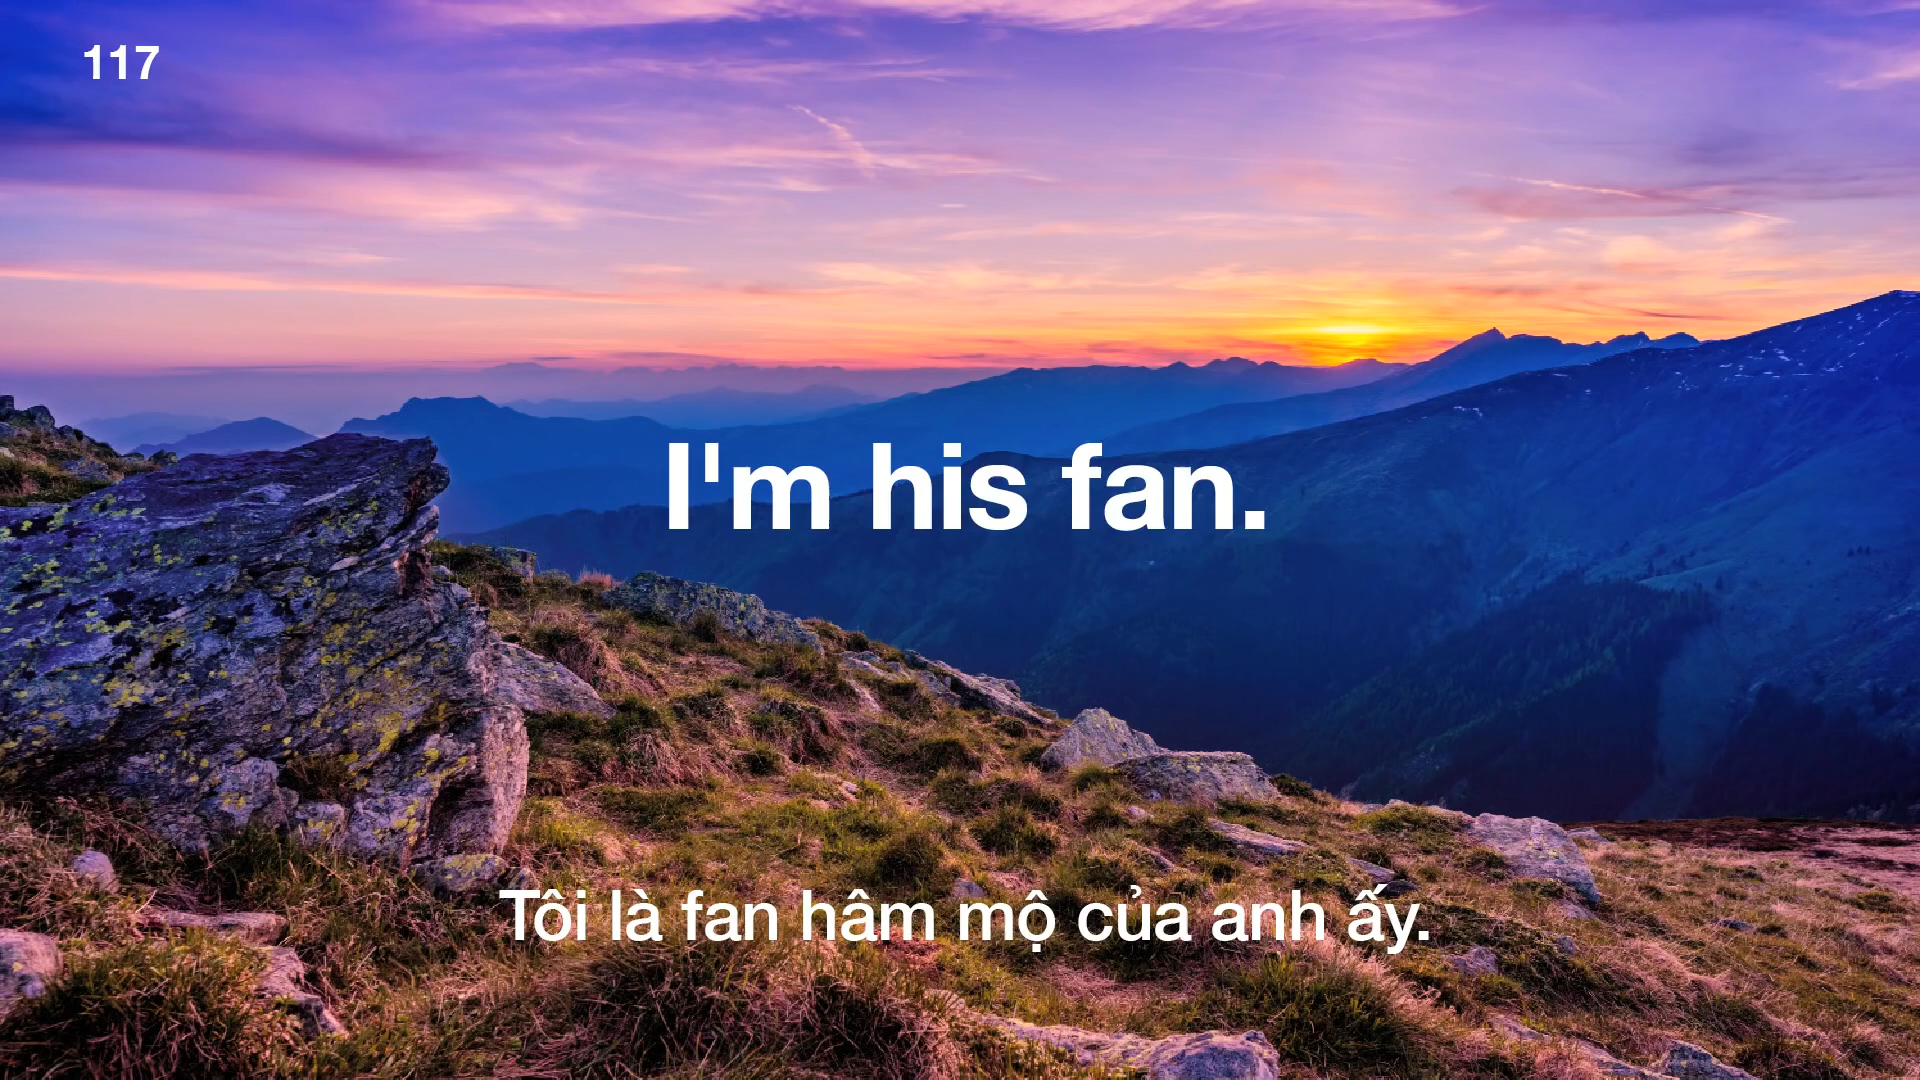 117
I'm his fan.
Tôi là fan hâm mộ của anh ấy.